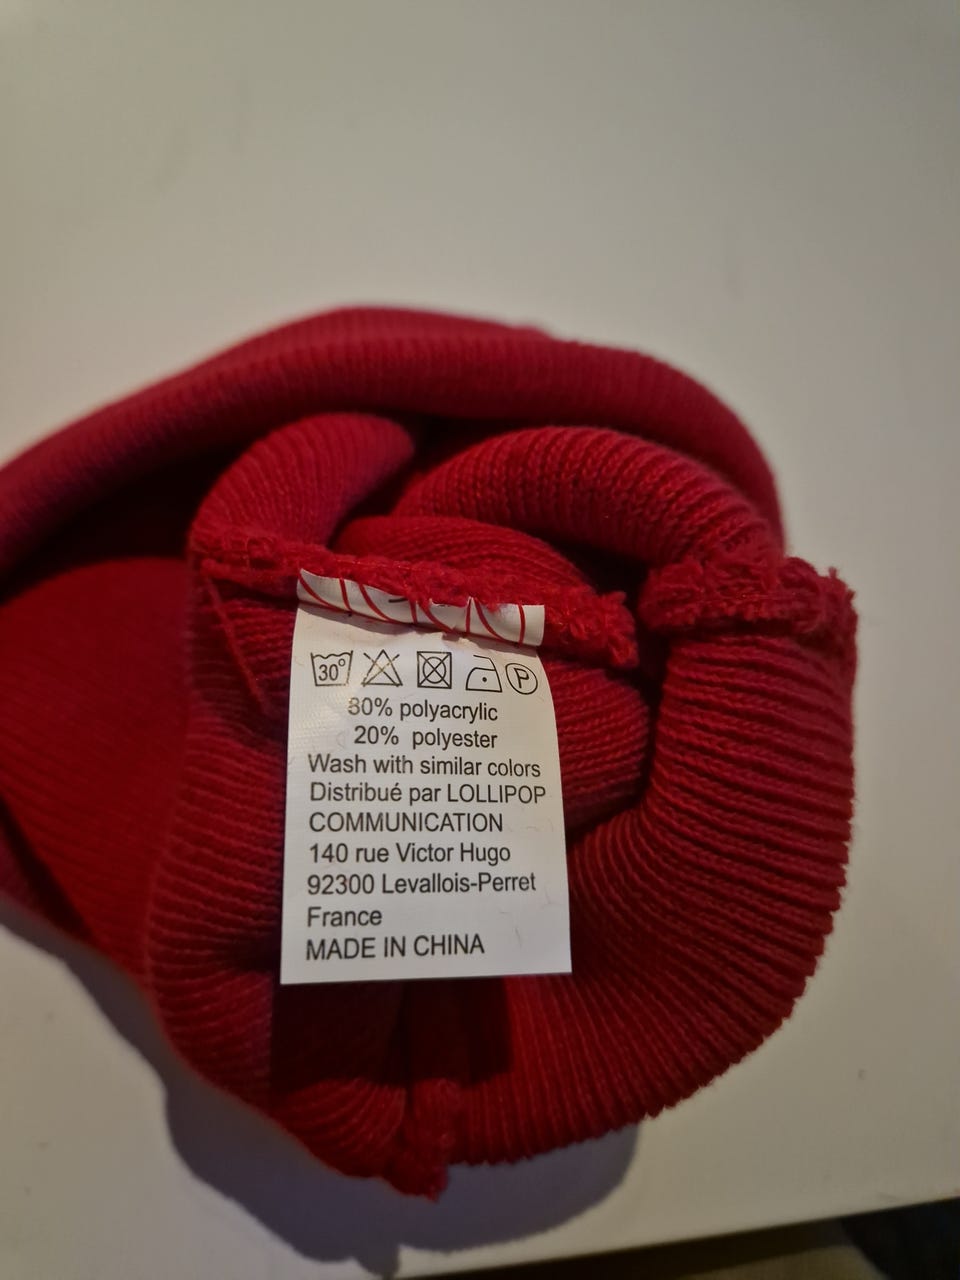 30°
P
80% polyacrylic
20% polyester
Wash with similar colors
Distribué par LOLLIPOP
COMMUNICATION
140 rue Victor Hugo
92300 Levallois-Perret
France
MADE IN CHINA